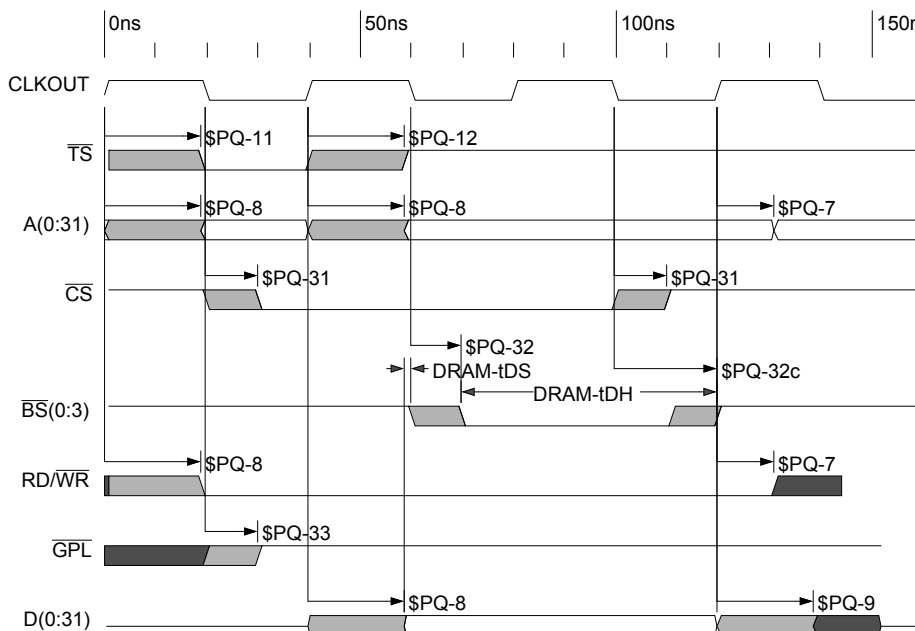 0ns 50ns 100ns 150n
CLKOUT
$PQ-11 $PQ-12
TS
$PQ-8 $PQ-8 $PQ-7
A(0:31)
$PQ-31 $PQ-31
CS
$PQ-32
DRAM-tDS $PQ-32c
DRAM-tDH
BS(0:3)
$PQ-8 $PQ-7
RD/WR
$PQ-33
GPL
$PQ-8 $PQ-9
D(0:31)